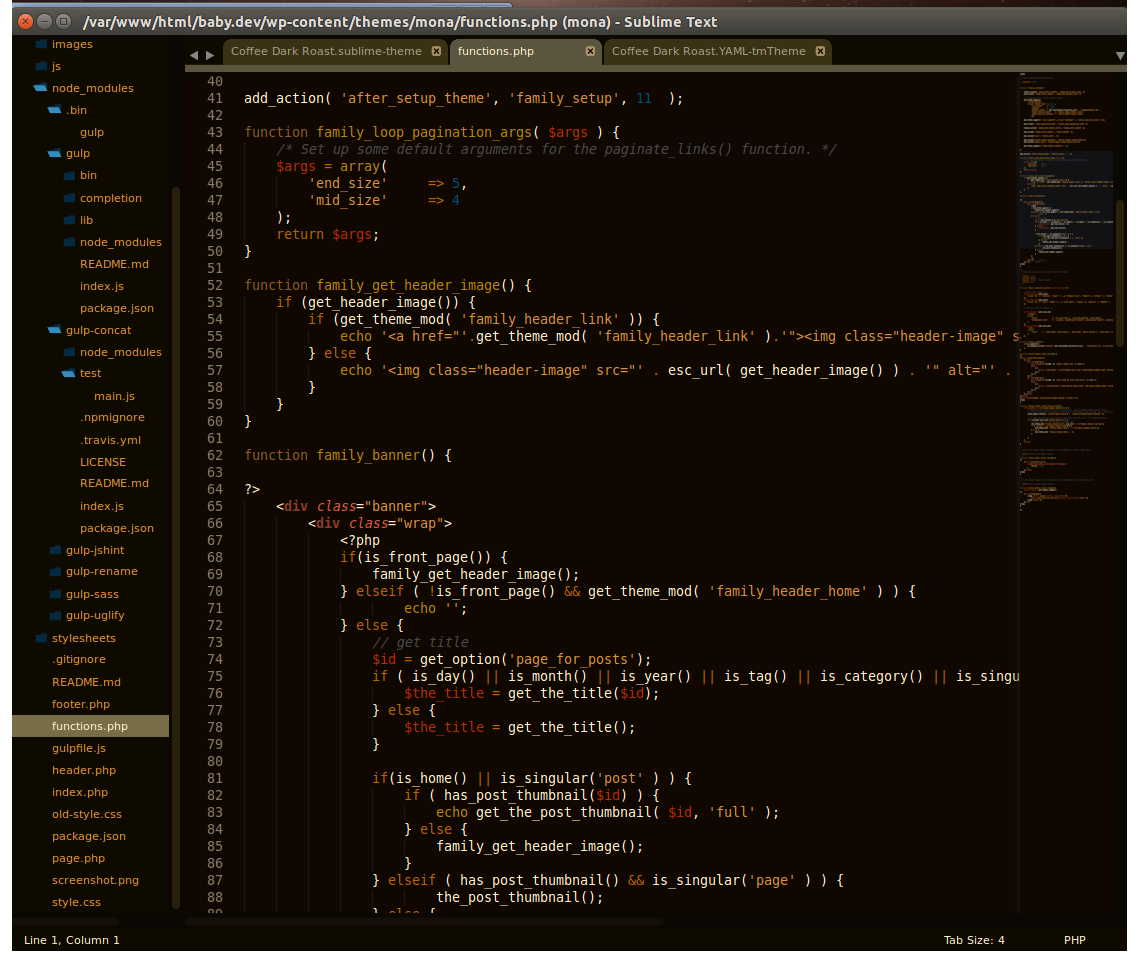 /var/www/html/baby.dev/wp-content/themes/mona/functions.php (mona) - Sublime Text
Coffee Dark Roast.sublime-theme
functions.php
Coffee Dark Roast.YAML-tmTheme
images
js
node_modules
.bin
gulp
gulp
bin
completion
lib
node_modules
README.md
index.js
package.json
gulp-concat
node_modules
test
main.js
.npmignore
.travis.yml
LICENSE
README.md
index.js
package.json
gulp-jshint
gulp-rename
gulp-sass
gulp-uglify
stylesheets
.gitignore
README.md
footer.php
functions.php
gulpfile.js
header.php
index.php
old-style.css
package.json
page.php
screenshot.png
style.css
40
41 add_action( 'after_setup_theme', 'family_setup', 11  );
42
43 function family_loop_pagination_args( $args ) {
44     /* Set up some default arguments for the paginate_links() function. */
45     $args = array(
46         'end_size'     => 5,
47         'mid_size'     => 4
48     );
49     return $args;
50 }
51
52 function family_get_header_image() {
53     if (get_header_image()) {
54         if (get_theme_mod( 'family_header_link' )) {
55             echo '<a href="'.get_theme_mod( 'family_header_link' ).'"><img class="header-image" s
56         } else {
57             echo '<img class="header-image" src="' . esc_url( get_header_image() ) . '" alt="' .
58         }
59     }
60 }
61
62 function family_banner() {
63
64 ?>
65     <div class="banner">
66         <div class="wrap">
67             <?php
68             if(is_front_page()) {
69                 family_get_header_image();
70             } elseif ( !is_front_page() && get_theme_mod( 'family_header_home' ) ) {
71                     echo '';
72             } else {
73                 // get title
74                 $id = get_option('page_for_posts');
75                 if ( is_day() || is_month() || is_year() || is_tag() || is_category() || is_singu
76                     $the_title = get_the_title($id);
77                 } else {
78                     $the_title = get_the_title();
79                 }
80
81                 if(is_home() || is_singular('post' ) ) {
82                     if ( has_post_thumbnail($id) ) {
83                         echo get_the_post_thumbnail( $id, 'full' );
84                     } else {
85                         family_get_header_image();
86                     }
87                 } elseif ( has_post_thumbnail() && is_singular('page' ) ) {
88                         the_post_thumbnail();
89                 } else {
Line 1, Column 1
Tab Size: 4
PHP